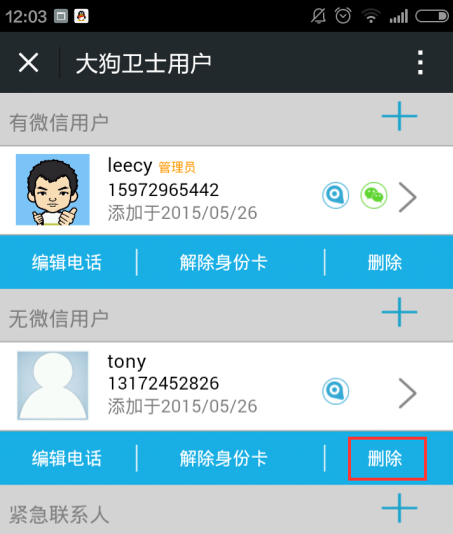 12:03
大狗卫士用户
有微信用户
leecy 管理员
15972965442
添加于2015/05/26
编辑电话 解除身份卡 删除
无微信用户
tony
13172452826
添加于2015/05/26
编辑电话 解除身份卡 删除
紧急联系人